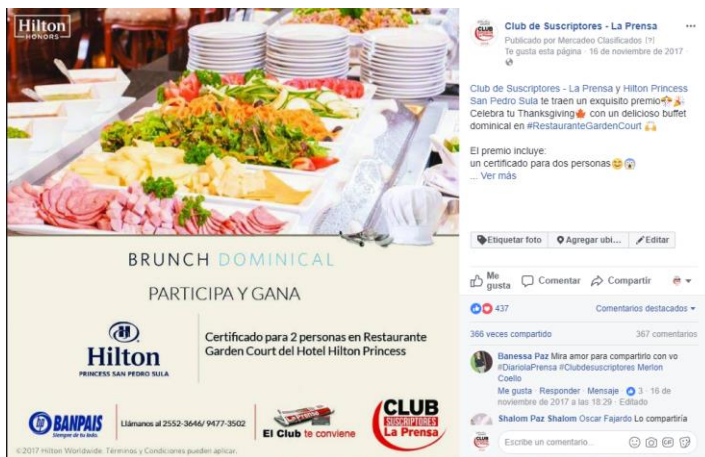 Hilton
HONORS
BRUNCH DOMINICAL
PARTICIPA Y GANA
H
Hilton
PRINCESS SAN PEDRO SULA
Certificado para 2 personas en Restaurante
Garden Court del Hotel Hilton Princess
BANPAIS
Siempre de tu lado.
Llámanos al 2552-3646/ 9477-3502
La Prensa
El Club te conviene
CLUB
SUSCRIPTORES
La Prensa
©2017 Hilton Worldwide. Términos y Condiciones pueden aplicar.
Club de Suscriptores - La Prensa
Publicado por Mercadeo Clasificados [?]
Te gusta esta página · 16 de noviembre de 2017 ·
Club de Suscriptores - La Prensa y Hilton Princess
San Pedro Sula te traen un exquisito premio
Celebra tu Thanksgiving con un delicioso buffet
dominical en #RestauranteGardenCourt
El premio incluye:
un certificado para dos personas
... Ver más
Etiquetar foto Agregar ubi... Editar
Me gusta Comentar Compartir
437 Comentarios destacados
366 veces compartido 367 comentarios
Banessa Paz Mira amor para compartirlo con vo
#DiariolaPrensa #Clubdesuscriptores Merlon
Coello
Me gusta · Responder · Mensaje · 3 · 16 de
noviembre de 2017 a las 18:29 · Editado
Shalom Paz Shalom Oscar Fajardo Lo compartiría
Escribe un comentario...
GIF